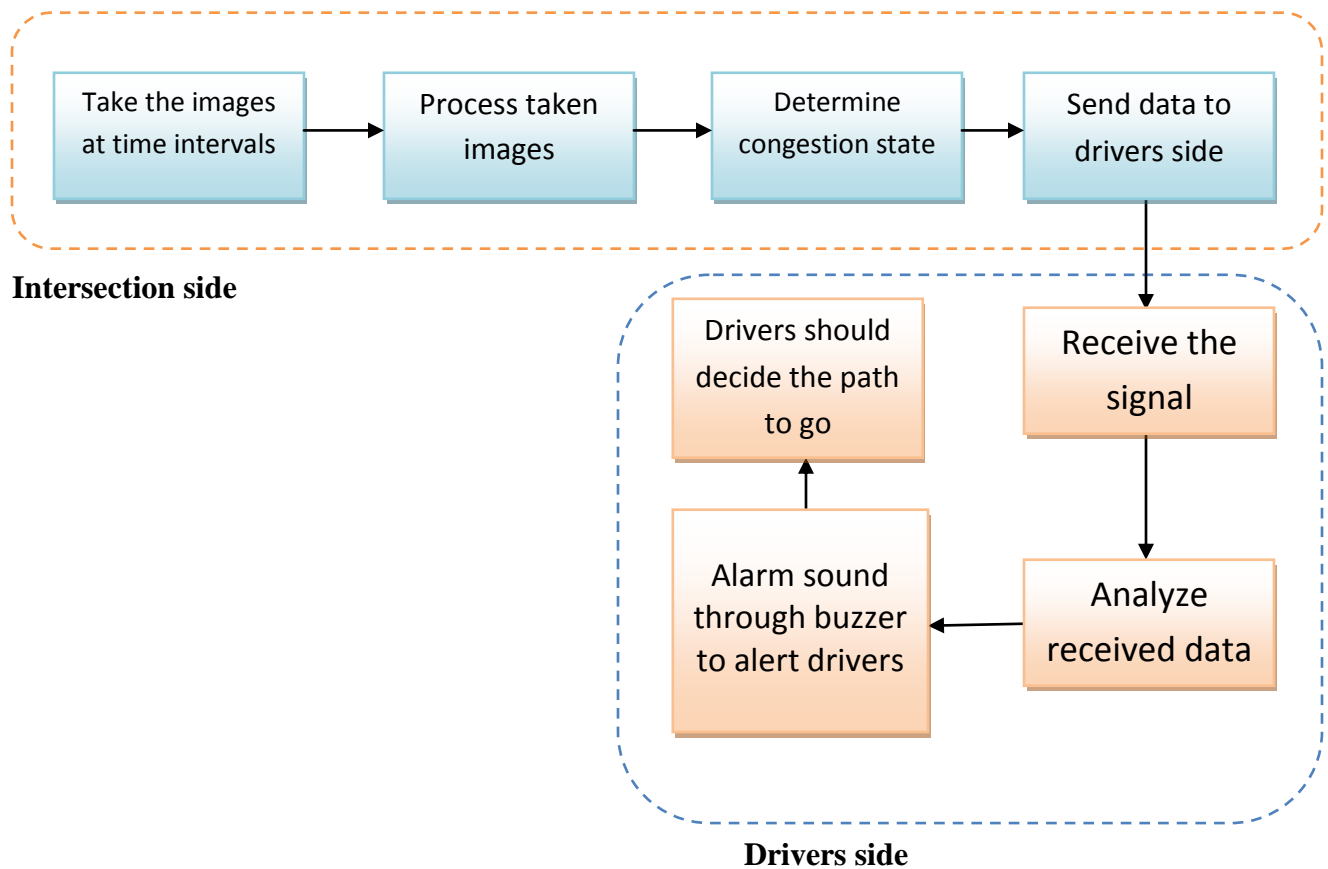 Take the images
at time intervals
Process taken
images
Determine
congestion state
Send data to
drivers side
Intersection side
Receive the
signal
Analyze
received data
Alarm sound
through buzzer
to alert drivers
Drivers should
decide the path
to go
Drivers side